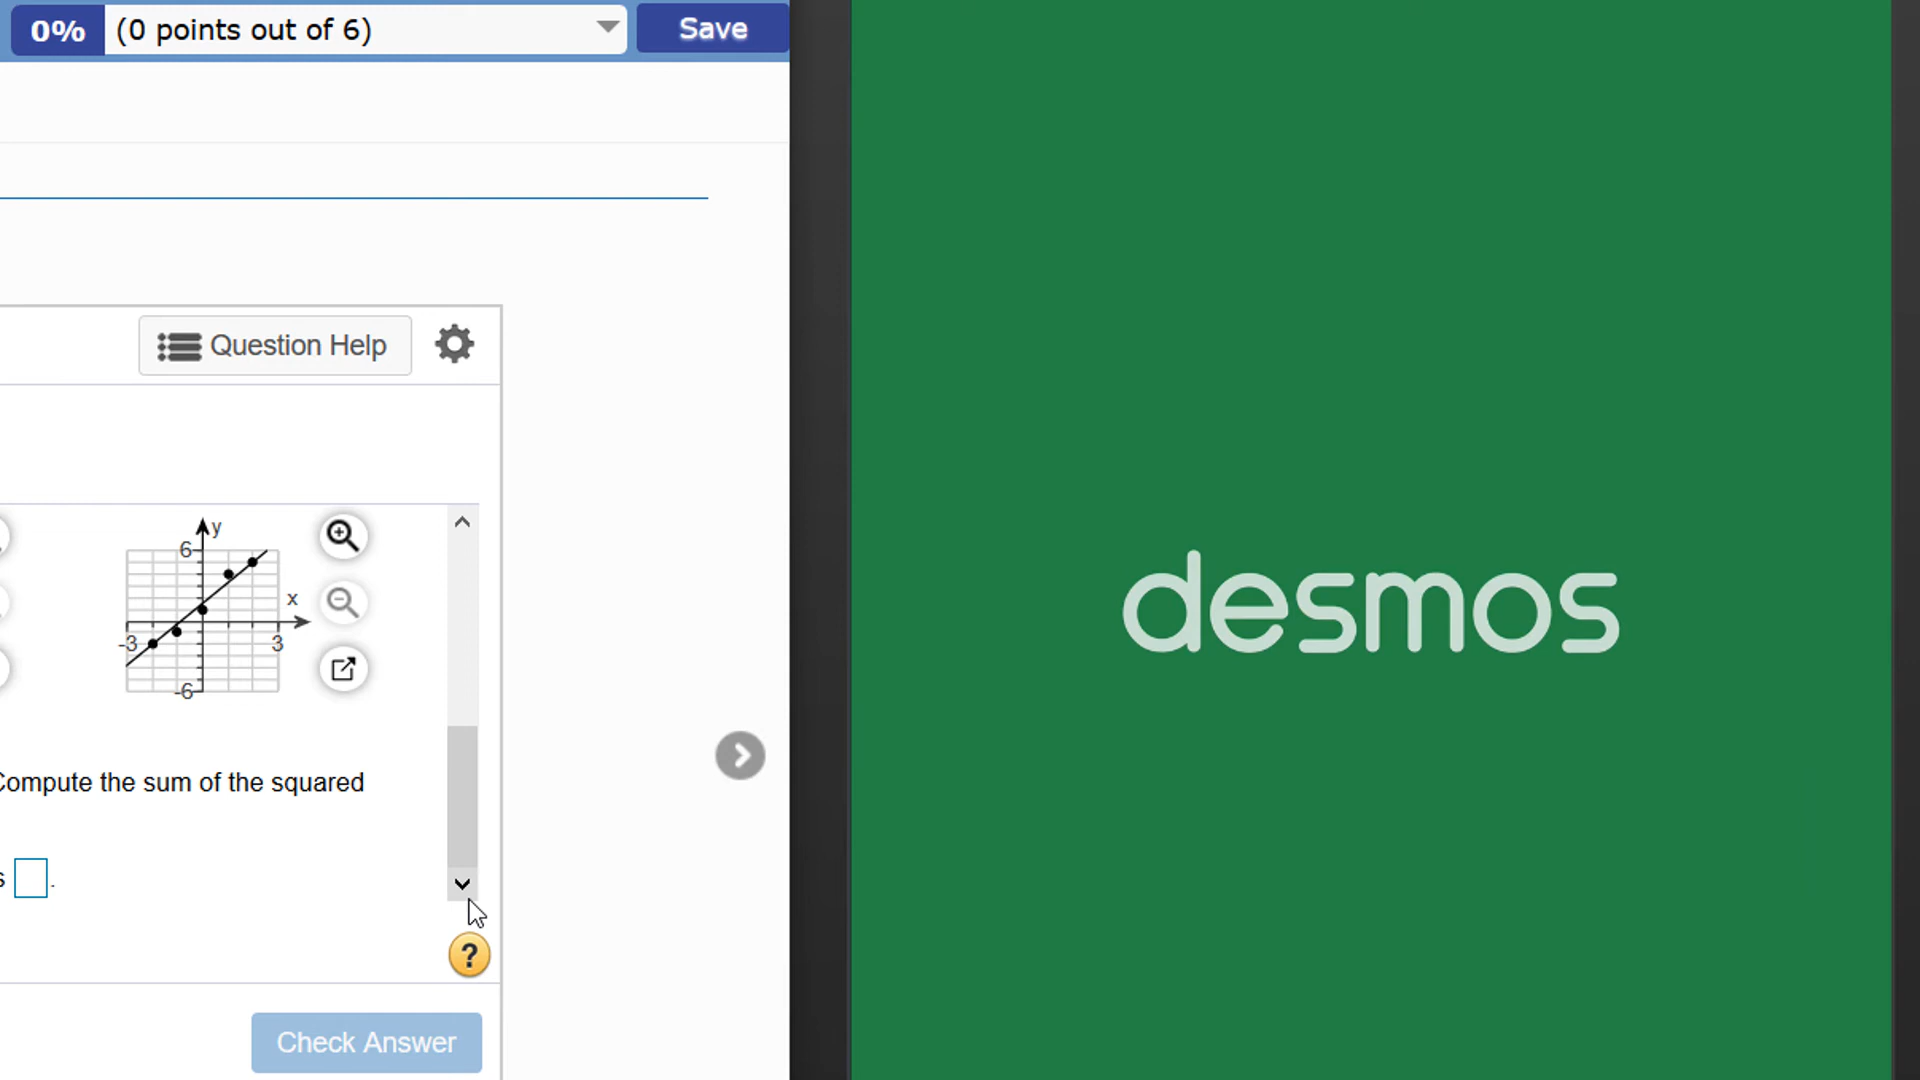 0% (0 points out of 6) Save
Question Help
y
6
x
-3 3
-6
Compute the sum of the squared
s .
?
Check Answer
desmos